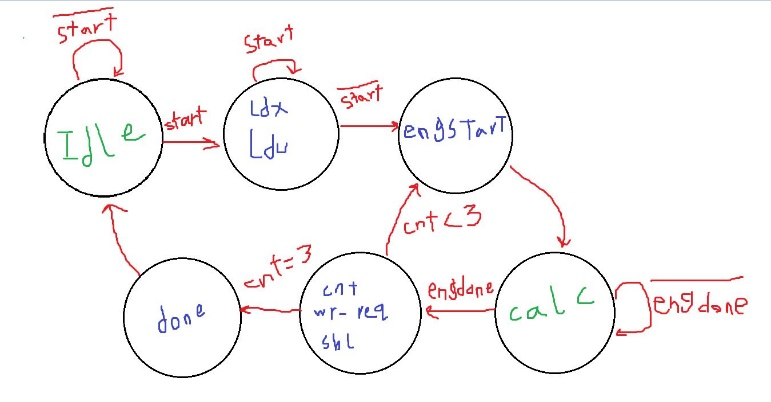 start
start
Idle
start
Ldx
Ldu
start
engsTarT
cnt<3
cnt=3
done
cnt
wr-req
shl
engdone
calc
engdone